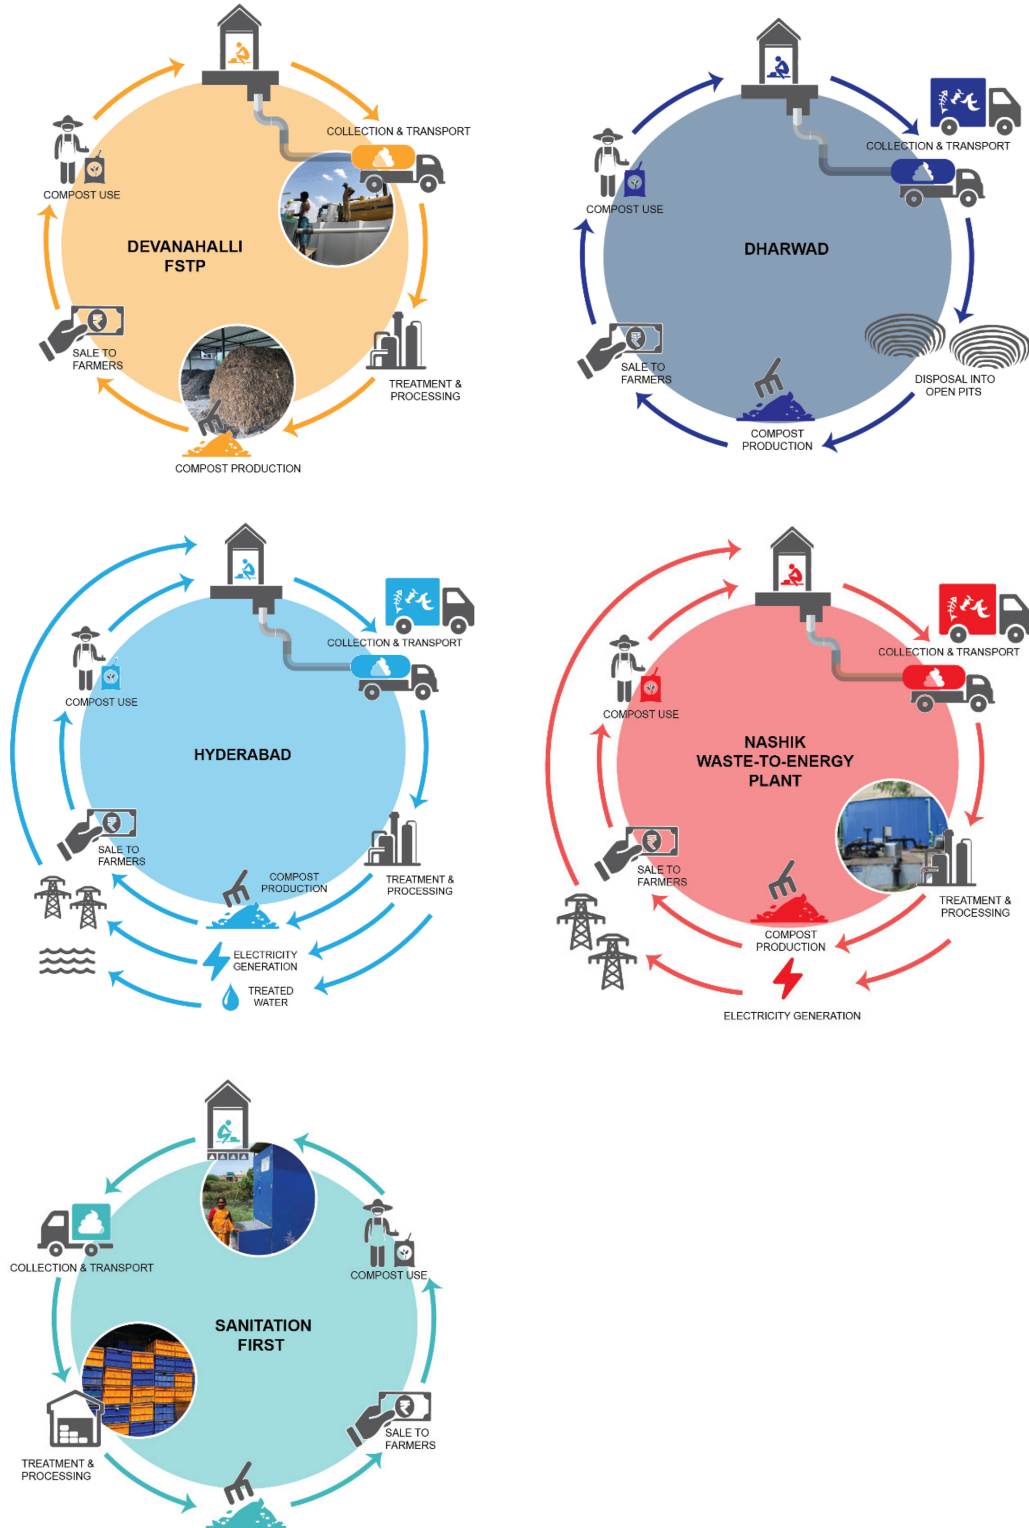 COLLECTION & TRANSPORT
COMPOST USE
DEVANAHALLI
FSTP
SALE TO
FARMERS
TREATMENT &
PROCESSING
COMPOST PRODUCTION
COLLECTION & TRANSPORT
COMPOST USE
DHARWAD
SALE TO
FARMERS
DISPOSAL INTO
OPEN PITS
COMPOST
PRODUCTION
COLLECTION & TRANSPORT
COMPOST USE
HYDERABAD
SALE TO
FARMERS
COMPOST
PRODUCTION
TREATMENT &
PROCESSING
ELECTRICITY
GENERATION
TREATED
WATER
COLLECTION & TRANSPORT
COMPOST USE
NASHIK
WASTE-TO-ENERGY
PLANT
SALE TO
FARMERS
TREATMENT &
PROCESSING
COMPOST
PRODUCTION
ELECTRICITY GENERATION
COLLECTION & TRANSPORT
COMPOST USE
SANITATION
FIRST
SALE TO
FARMERS
TREATMENT &
PROCESSING